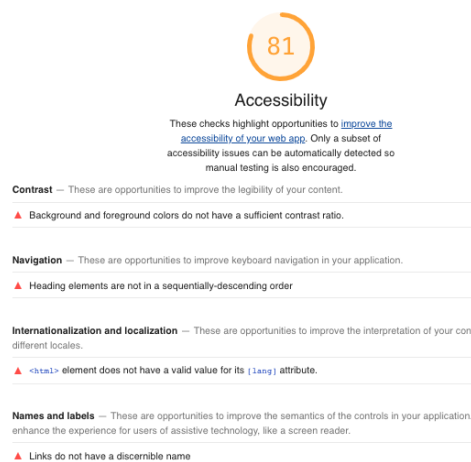 81
Accessibility
These checks highlight opportunities to improve the
accessibility of your web app. Only a subset of
accessibility issues can be automatically detected so
manual testing is also encouraged.
Contrast — These are opportunities to improve the legibility of your content.
Background and foreground colors do not have a sufficient contrast ratio.
Navigation — These are opportunities to improve keyboard navigation in your application.
Heading elements are not in a sequentially-descending order
Internationalization and localization — These are opportunities to improve the interpretation of your con
different locales.
<html> element does not have a valid value for its [lang] attribute.
Names and labels — These are opportunities to improve the semantics of the controls in your application.
enhance the experience for users of assistive technology, like a screen reader.
Links do not have a discernible name